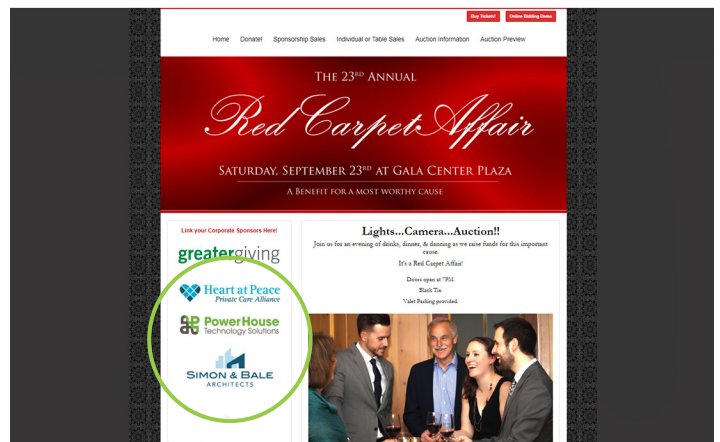 Buy Tickets! Online Bidding Demo
Home Donate! Sponsorship Sales Individual or Table Sales Auction Information Auction Preview
The 23RD Annual
Red Carpet Affair
Saturday, September 23RD at Gala Center Plaza
A Benefit for a most worthy cause
Link your Corporate Sponsors Here!
greatergiving
Heart at Peace
Private Care Alliance
PowerHouse
Technology Solutions
SIMON & BALE
ARCHITECTS
Lights...Camera...Auction!!
Join us for an evening of drinks, dinner, & dancing as we raise funds for this important
cause.
It's a Red Carpet Affair!
Doors open at 7PM.
Black Tie.
Valet Parking provided.